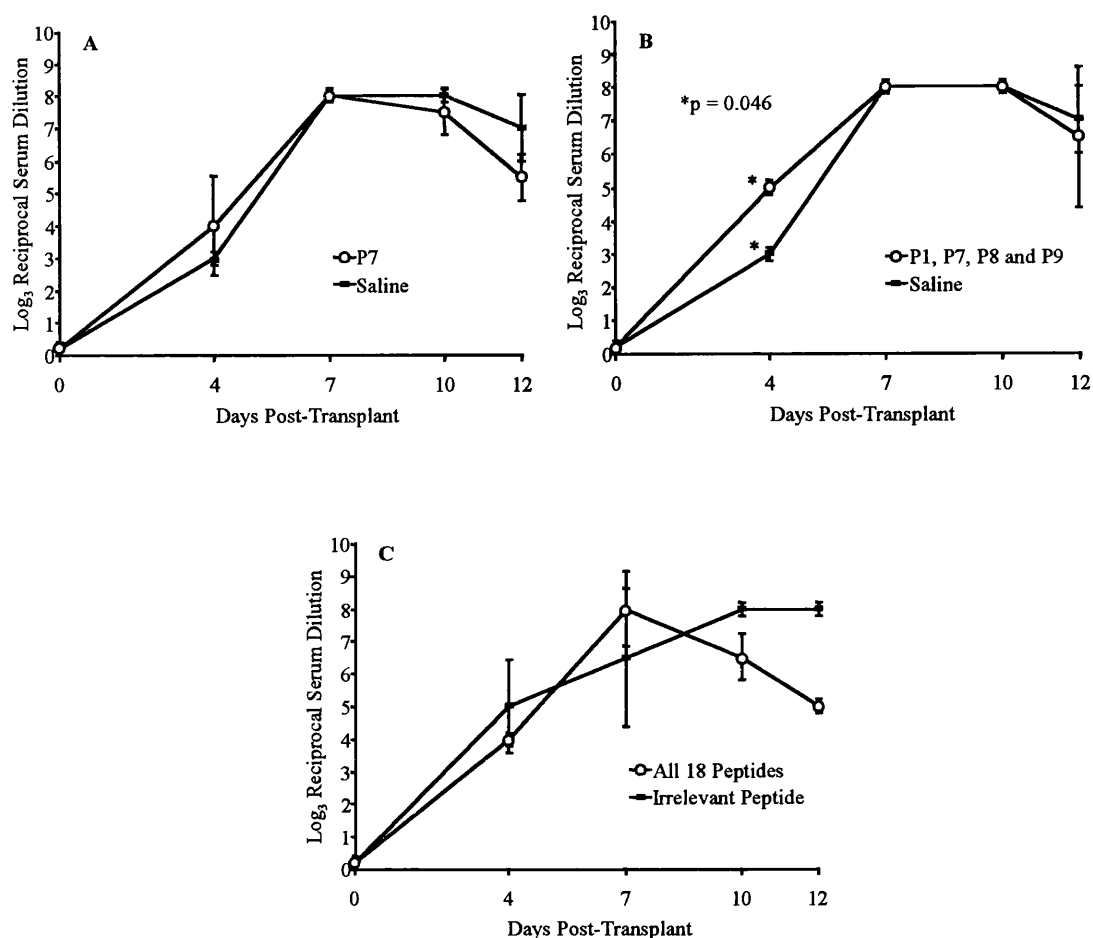 A
Log₃ Reciprocal Serum Dilution
10
9
8
7
6
5
4
3
2
1
0
P7
Saline
0 4 7 10 12
Days Post-Transplant
B
Log₃ Reciprocal Serum Dilution
10
9
8
7
6
5
4
3
2
1
0
*p = 0.046
*
*
P1, P7, P8 and P9
Saline
0 4 7 10 12
Days Post-Transplant
C
Log₃ Reciprocal Serum Dilution
10
9
8
7
6
5
4
3
2
1
0
All 18 Peptides
Irrelevant Peptide
0 4 7 10 12
Days Post-Transplant